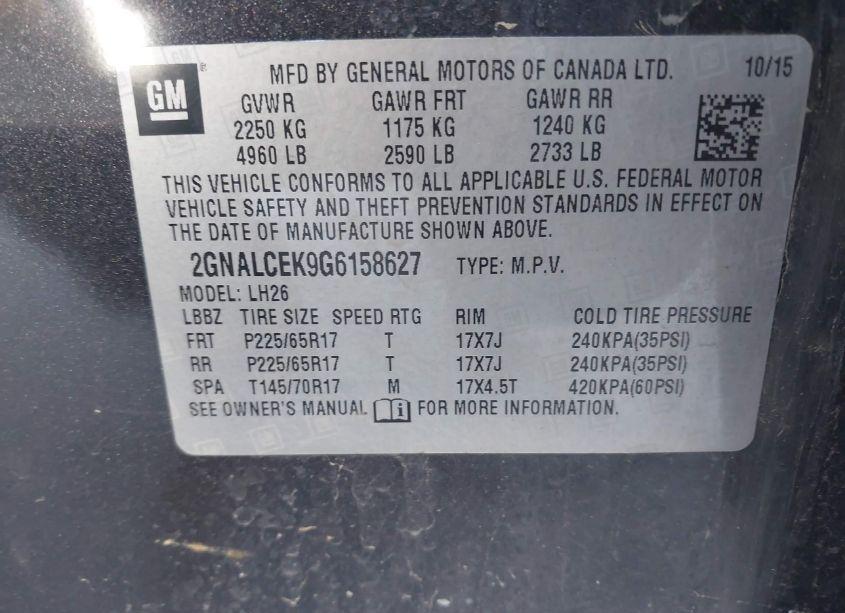 GM ® MFD BY GENERAL MOTORS OF CANADA LTD. 10/15
GVWR GAWR FRT GAWR RR
2250 KG 1175 KG 1240 KG
4960 LB 2590 LB 2733 LB
THIS VEHICLE CONFORMS TO ALL APPLICABLE U.S. FEDERAL MOTOR
VEHICLE SAFETY AND THEFT PREVENTION STANDARDS IN EFFECT ON
THE DATE OF MANUFACTURE SHOWN ABOVE.
2GNALCEK9G6158627 TYPE: M.P.V.
MODEL: LH26
LBBZ TIRE SIZE SPEED RTG RIM COLD TIRE PRESSURE
FRT P225/65R17 T 17X7J 240KPA(35PSI)
RR P225/65R17 T 17X7J 240KPA(35PSI)
SPA T145/70R17 M 17X4.5T 420KPA(60PSI)
SEE OWNER'S MANUAL i FOR MORE INFORMATION.